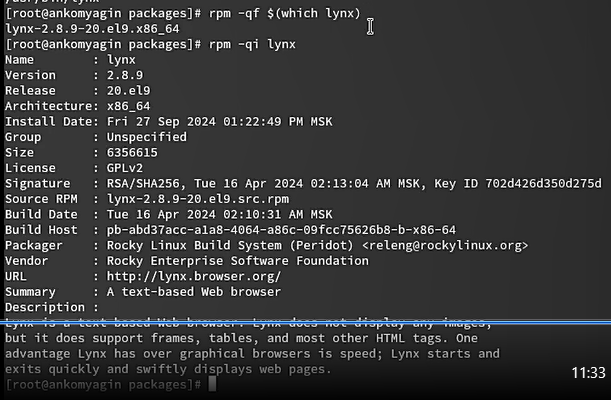 [root@ankomyagin packages]# rpm -qf $(which lynx)
lynx-2.8.9-20.el9.x86_64
[root@ankomyagin packages]# rpm -qi lynx
Name        : lynx
Version     : 2.8.9
Release     : 20.el9
Architecture: x86_64
Install Date: Fri 27 Sep 2024 01:22:49 PM MSK
Group       : Unspecified
Size        : 6356615
License     : GPLv2
Signature   : RSA/SHA256, Tue 16 Apr 2024 02:13:04 AM MSK, Key ID 702d426d350d275d
Source RPM  : lynx-2.8.9-20.el9.src.rpm
Build Date  : Tue 16 Apr 2024 02:10:31 AM MSK
Build Host  : pb-abd37acc-a1a8-4064-a86c-09fcc75626b8-b-x86-64
Packager    : Rocky Linux Build System (Peridot) <releng@rockylinux.org>
Vendor      : Rocky Enterprise Software Foundation
URL         : http://lynx.browser.org/
Summary     : A text-based Web browser
Description :
Lynx is a text-based Web browser. Lynx does not display any images,
but it does support frames, tables, and most other HTML tags. One
advantage Lynx has over graphical browsers is speed; Lynx starts and
exits quickly and swiftly displays web pages.
[root@ankomyagin packages]#
11:33